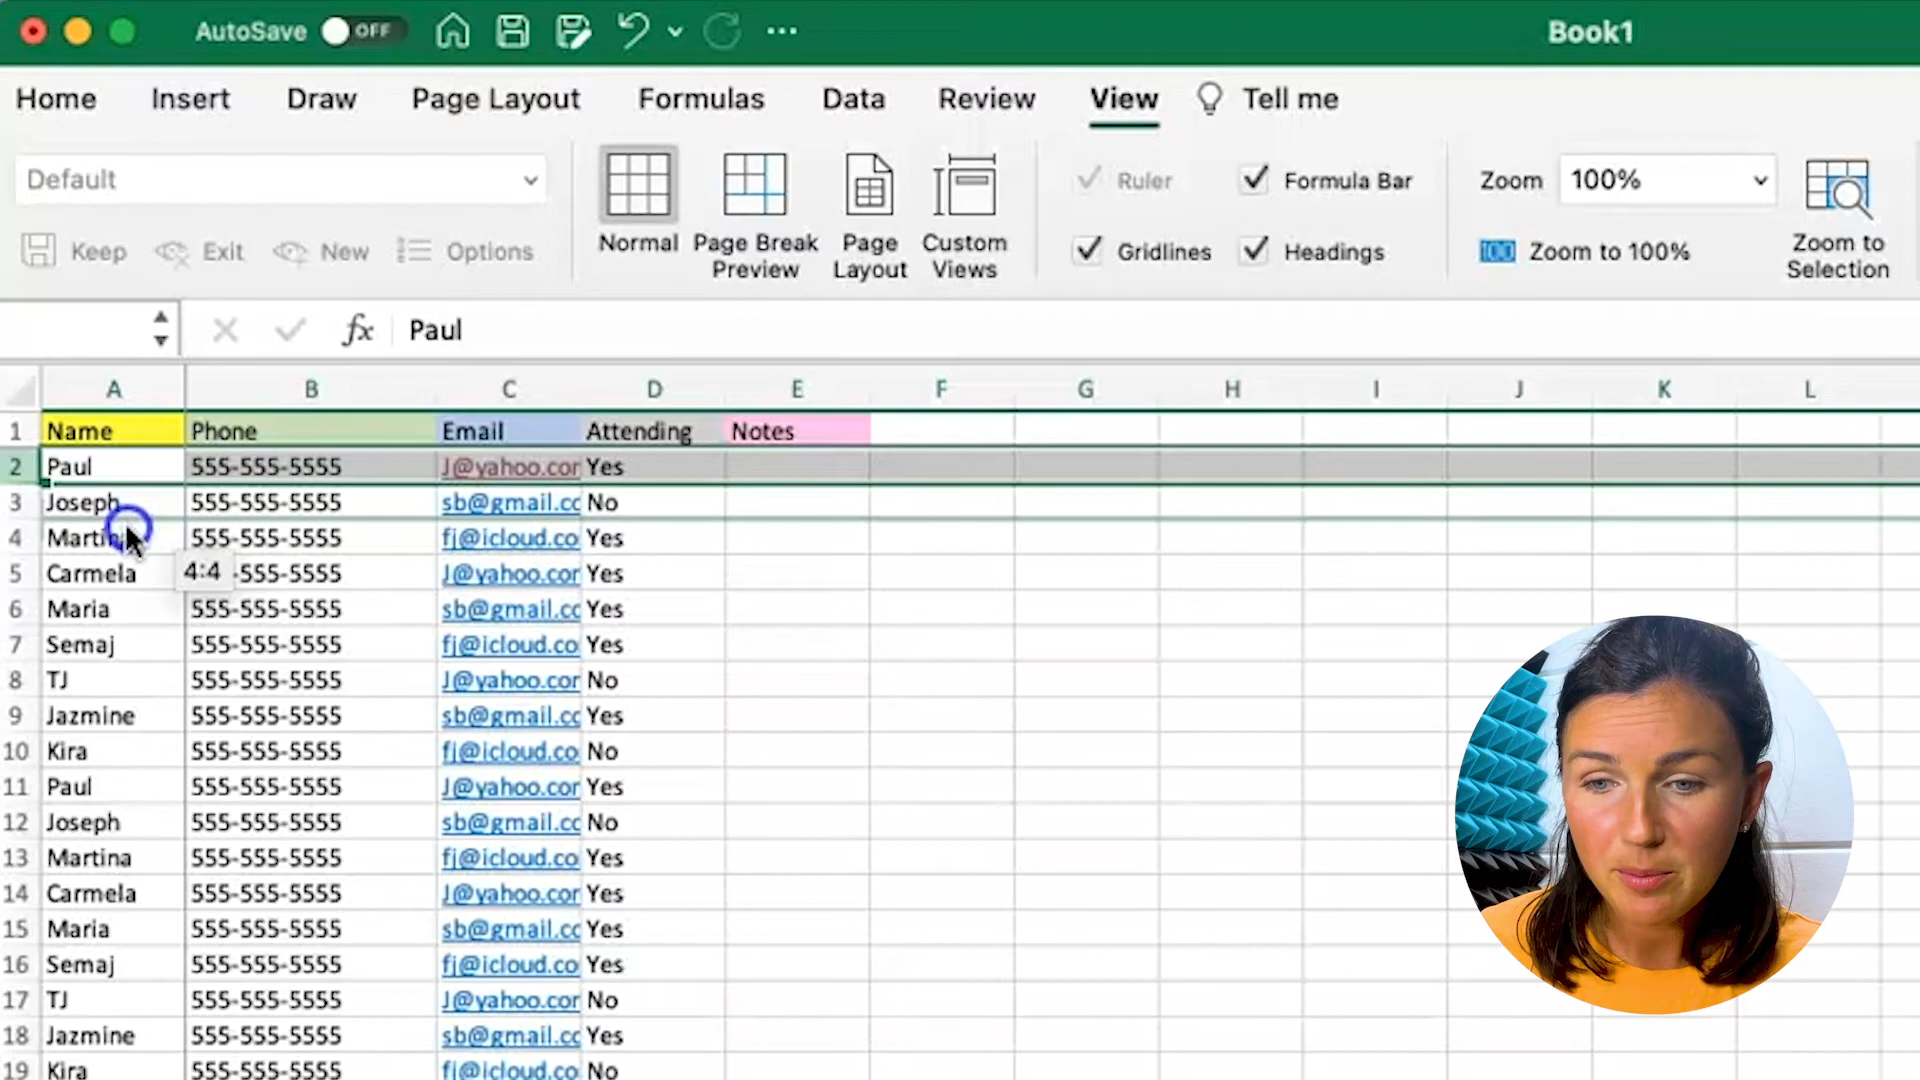 AutoSave OFF Book1
Home Insert Draw Page Layout Formulas Data Review View Tell me
Default
Keep Exit New Options
Normal Page Break Preview Page Layout Custom Views
Ruler Formula Bar
Gridlines Headings
Zoom 100%
100 Zoom to 100%
Zoom to Selection
fx Paul
A B C D E F G H I J K L
1 Name Phone Email Attending Notes
2 Paul 555-555-5555 J@yahoo.cor Yes
3 Joseph 555-555-5555 sb@gmail.cc No
4 Martina 555-555-5555 fj@icloud.co Yes
5 Carmela 4:4 -555-5555 J@yahoo.cor Yes
6 Maria 555-555-5555 sb@gmail.cc Yes
7 Semaj 555-555-5555 fj@icloud.co Yes
8 TJ 555-555-5555 J@yahoo.cor No
9 Jazmine 555-555-5555 sb@gmail.cc Yes
10 Kira 555-555-5555 fj@icloud.co No
11 Paul 555-555-5555 J@yahoo.cor Yes
12 Joseph 555-555-5555 sb@gmail.cc No
13 Martina 555-555-5555 fj@icloud.co Yes
14 Carmela 555-555-5555 J@yahoo.cor Yes
15 Maria 555-555-5555 sb@gmail.cc Yes
16 Semaj 555-555-5555 fj@icloud.co Yes
17 TJ 555-555-5555 J@yahoo.cor No
18 Jazmine 555-555-5555 sb@gmail.cc Yes
19 Kira 555-555-5555 fj@icloud.co No